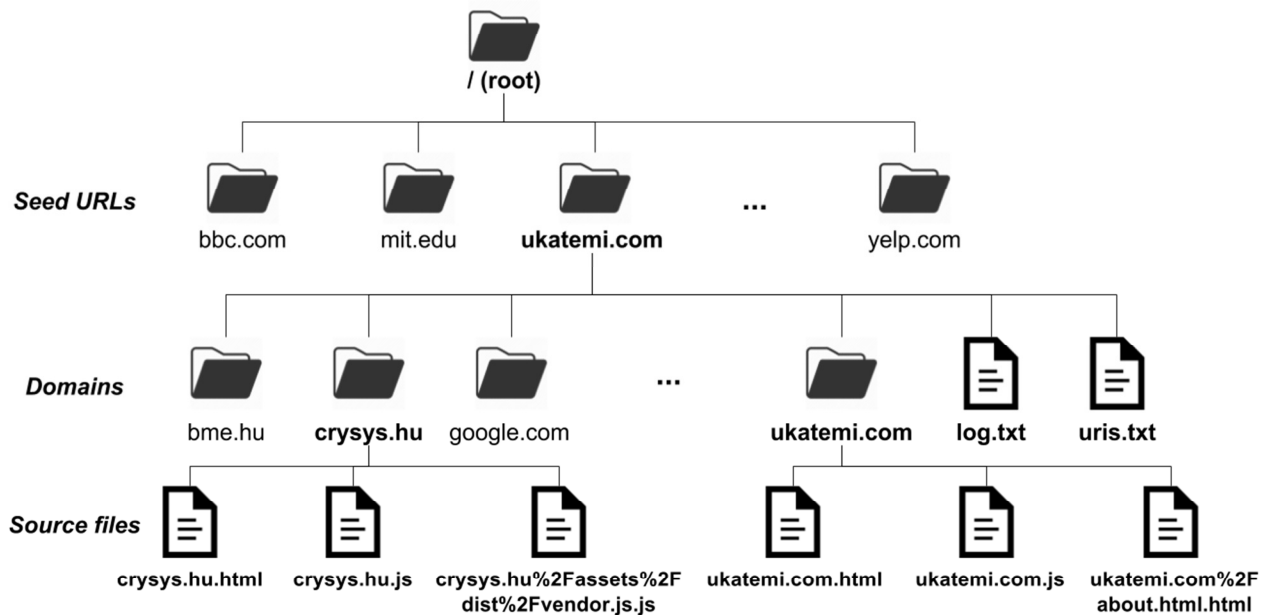 / (root)
Seed URLs
bbc.com
mit.edu
ukatemi.com
...
yelp.com
Domains
bme.hu
crysys.hu
google.com
...
ukatemi.com
log.txt
uris.txt
Source files
crysys.hu.html
crysys.hu.js
crysys.hu%2Fassets%2F
dist%2Fvendor.js.js
ukatemi.com.html
ukatemi.com.js
ukatemi.com%2F
about.html.html